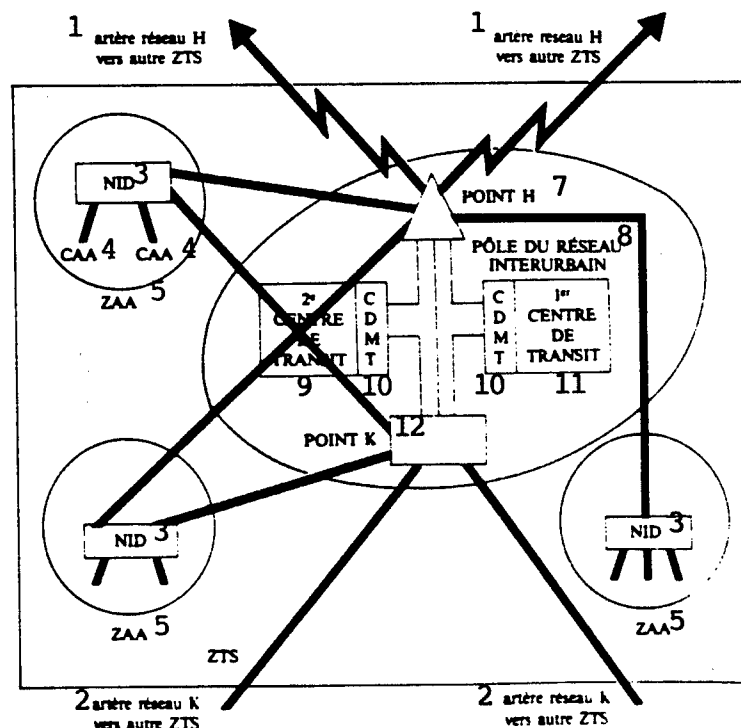 1 artère réseau H
vers autre ZTS
1 artère reseau H
vers autre ZTS
NID 3
CAA 4 CAA 4
ZAA 5
POINT H 7
8
PÔLE DU RÉSEAU
INTERURBAIN
2e
CENTRE
DE
TRANSIT
9
C
D
M
T
10
C
D
M
T
10
1er
CENTRE
DE
TRANSIT
11
POINT K
12
NID 3
ZAA 5
NID 3
ZAA 5
ZTS
2 artère réseau K
vers autre ZTS
2 artère réseau k
vers autre ZTS